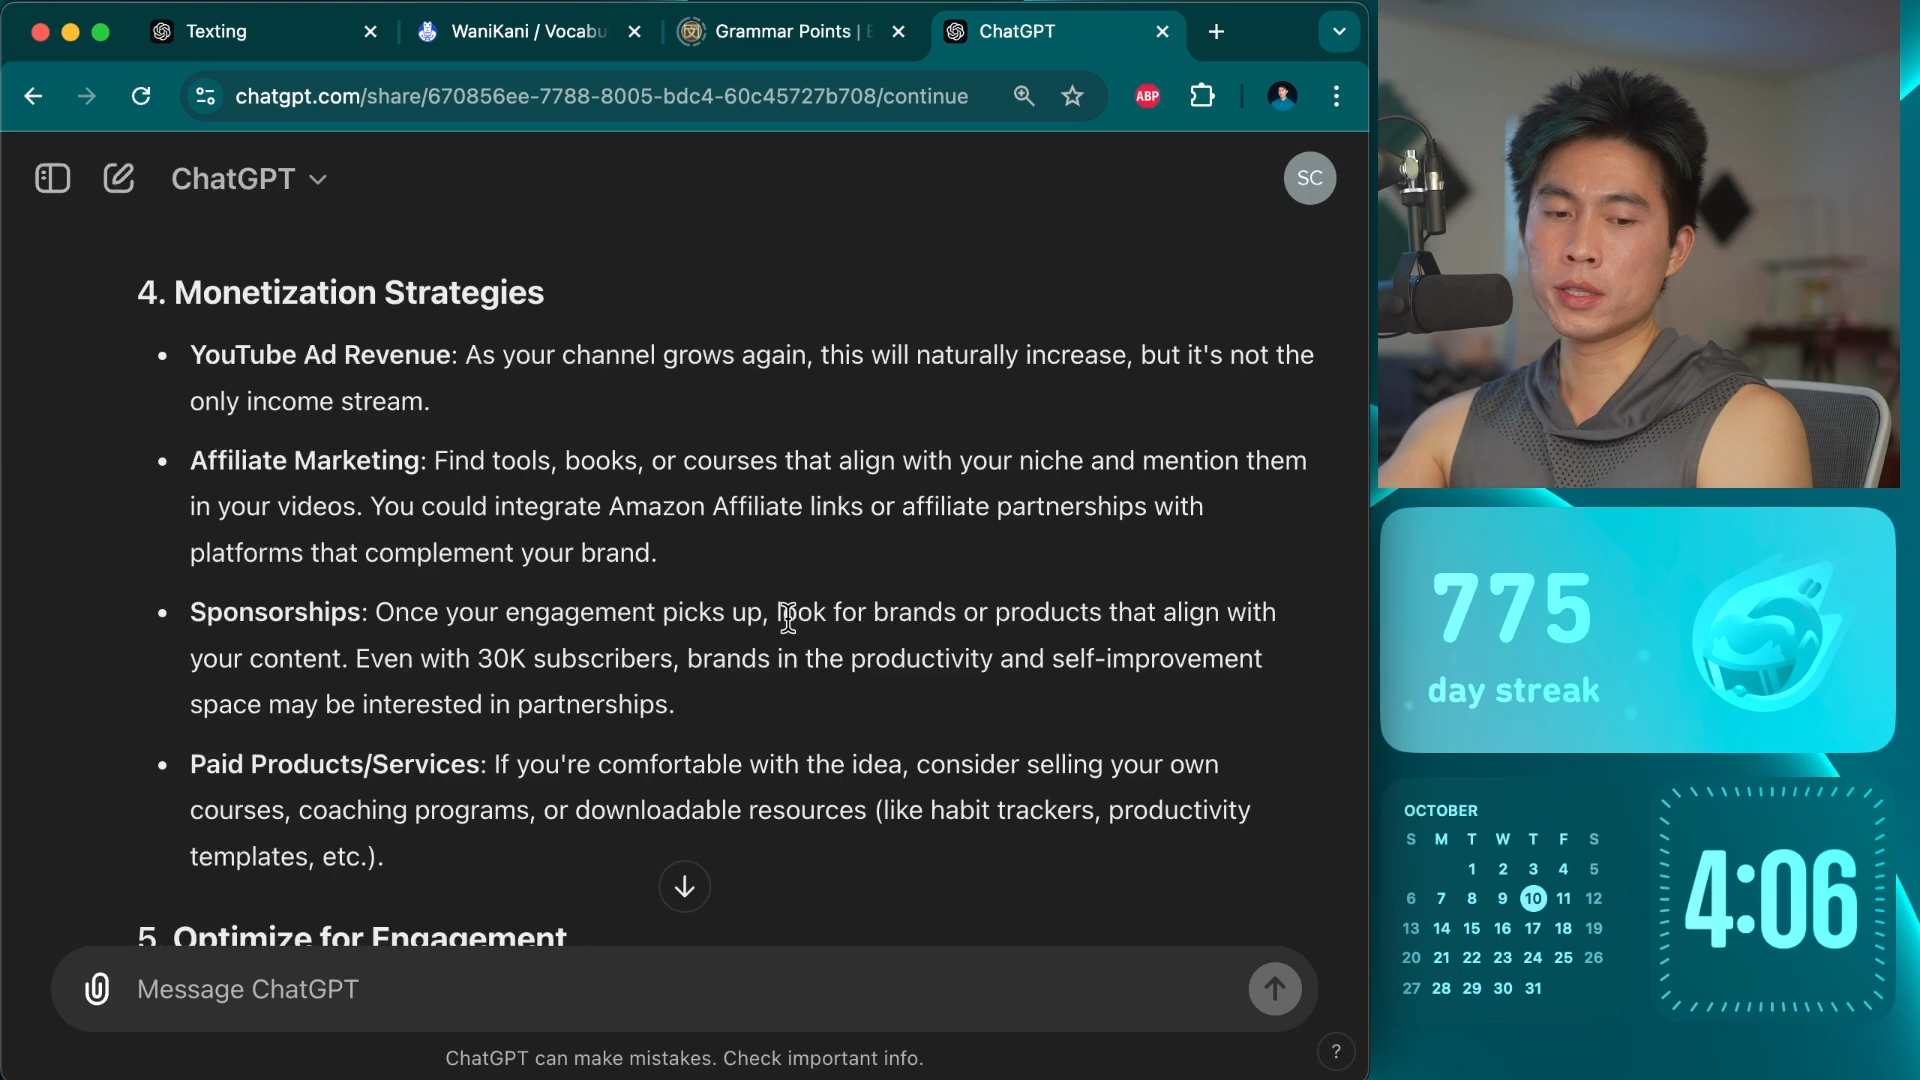 Texting
WaniKani / Vocabu
Grammar Points |
ChatGPT
chatgpt.com/share/670856ee-7788-8005-bdc4-60c45727b708/continue
ABP
ChatGPT
SC
4. Monetization Strategies
• YouTube Ad Revenue: As your channel grows again, this will naturally increase, but it's not the
only income stream.
• Affiliate Marketing: Find tools, books, or courses that align with your niche and mention them
in your videos. You could integrate Amazon Affiliate links or affiliate partnerships with
platforms that complement your brand.
• Sponsorships: Once your engagement picks up, look for brands or products that align with
your content. Even with 30K subscribers, brands in the productivity and self-improvement
space may be interested in partnerships.
• Paid Products/Services: If you're comfortable with the idea, consider selling your own
courses, coaching programs, or downloadable resources (like habit trackers, productivity
templates, etc.).
5. Optimize for Engagement
Message ChatGPT
ChatGPT can make mistakes. Check important info.
?
775
day streak
OCTOBER
S M T W T F S
1 2 3 4 5
6 7 8 9 10 11 12
13 14 15 16 17 18 19
20 21 22 23 24 25 26
27 28 29 30 31
4:06